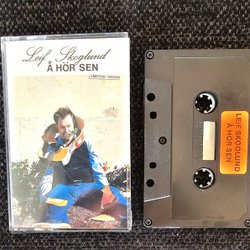 Leif Skoglund
Å HÖR SEN
LEIF SKOGLUND
Å HÖR SEN